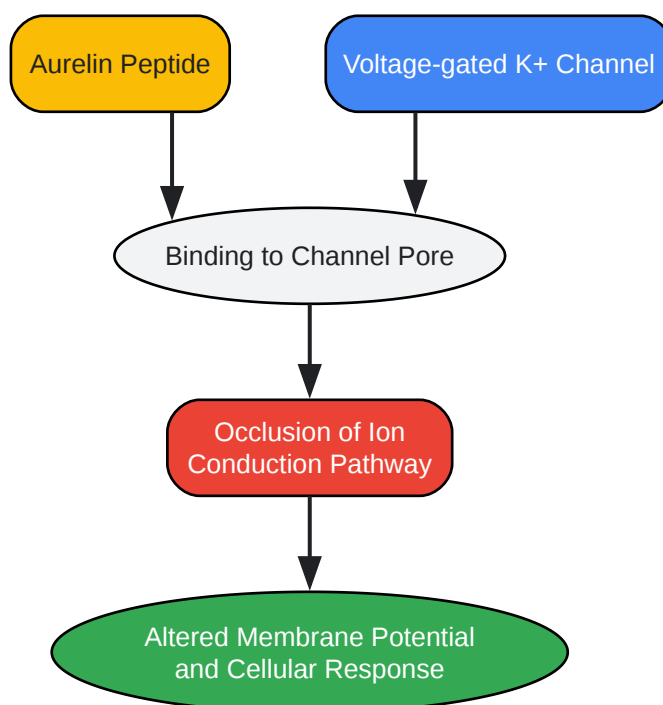 Aurelin Peptide
Voltage-gated K+ Channel
Binding to Channel Pore
Occlusion of Ion
Conduction Pathway
Altered Membrane Potential
and Cellular Response